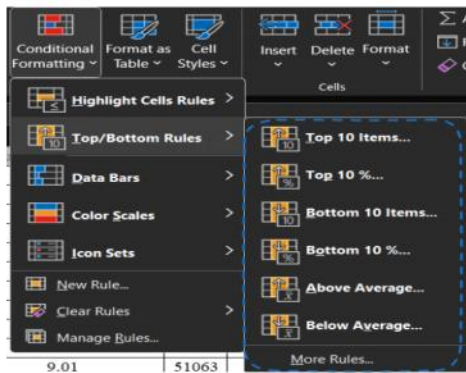 Conditional Formatting
Format as Table
Cell Styles
Insert
Delete
Format
Cells
Highlight Cells Rules
Top/Bottom Rules
Data Bars
Color Scales
Icon Sets
New Rule...
Clear Rules
Manage Rules...
Top 10 Items...
Top 10 %...
Bottom 10 Items...
Bottom 10 %...
Above Average...
Below Average...
More Rules...
9.01
51063